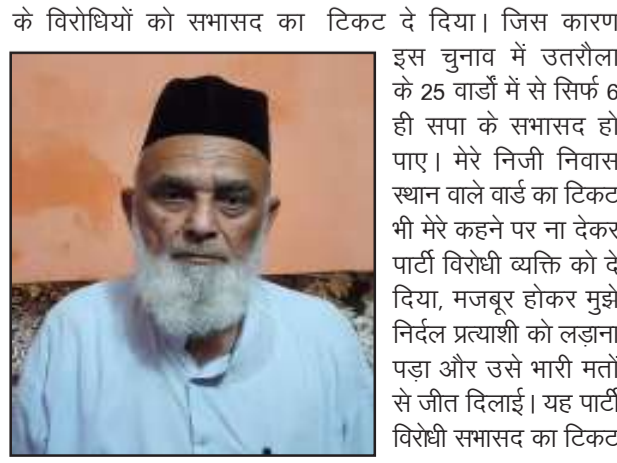 के विरोधियों को सभासद का टिकट दे दिया। जिस कारण
इस चुनाव में उतरौला
के 25 वार्डों में से सिर्फ 6
ही सपा के सभासद हो
पाए। मेरे निजी निवास
स्थान वाले वार्ड का टिकट
भी मेरे कहने पर ना देकर
पार्टी विरोधी व्यक्ति को दे
दिया, मजबूर होकर मुझे
निर्दल प्रत्याशी को लड़ाना
पड़ा और उसे भारी मतों
से जीत दिलाई। यह पार्टी
विरोधी सभासद का टिकट